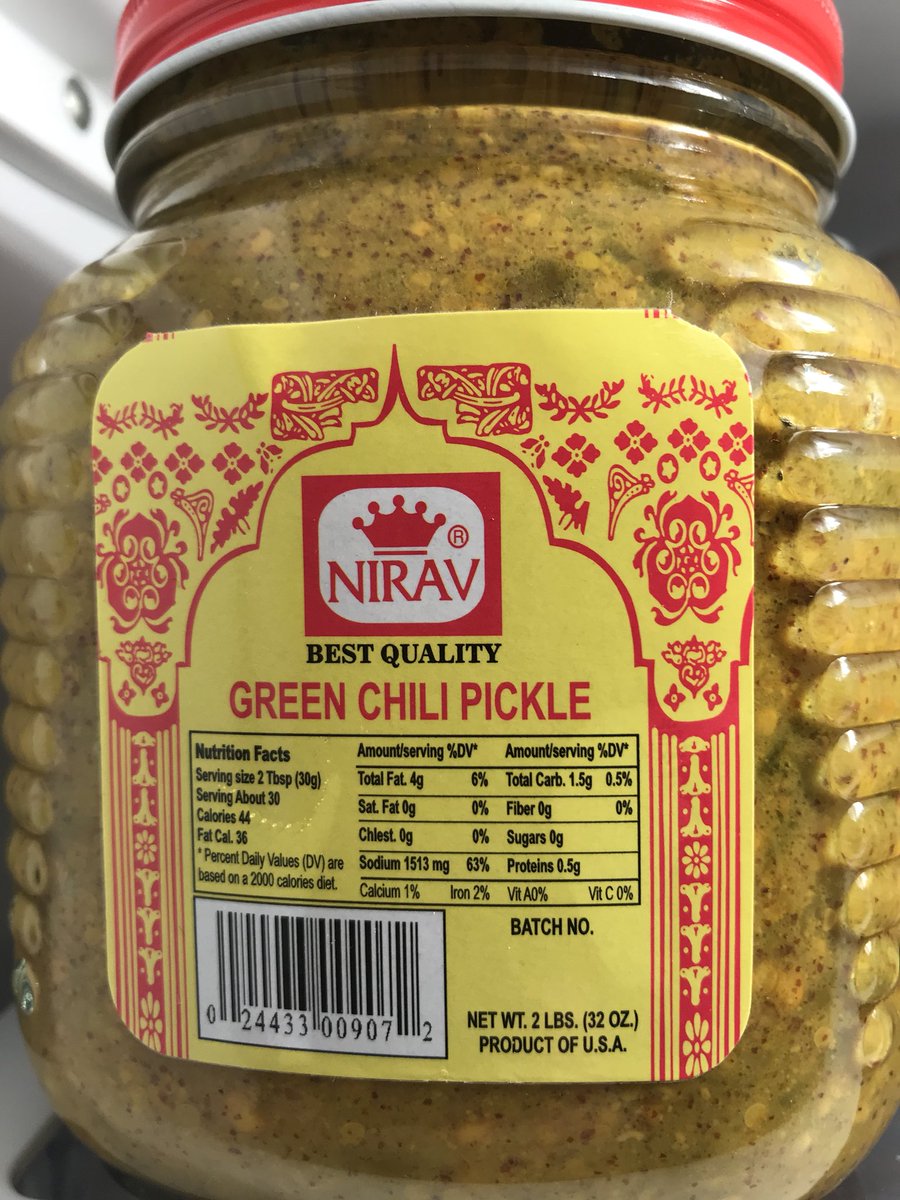 NIRAV ®
BEST QUALITY
GREEN CHILI PICKLE
Nutrition Facts
Serving size 2 Tbsp (30g)
Serving About 30
Calories 44
Fat Cal. 36
* Percent Daily Values (DV) are
based on a 2000 calories diet.
Amount/serving %DV* Amount/serving %DV*
Total Fat. 4g 6% Total Carb. 1.5g 0.5%
Sat. Fat 0g 0% Fiber 0g 0%
Chlest. 0g 0% Sugars 0g
Sodium 1513 mg 63% Proteins 0.5g
Calcium 1% Iron 2% Vit A0% Vit C 0%
BATCH NO.
0 24433 00907 2
NET WT. 2 LBS. (32 OZ.)
PRODUCT OF U.S.A.